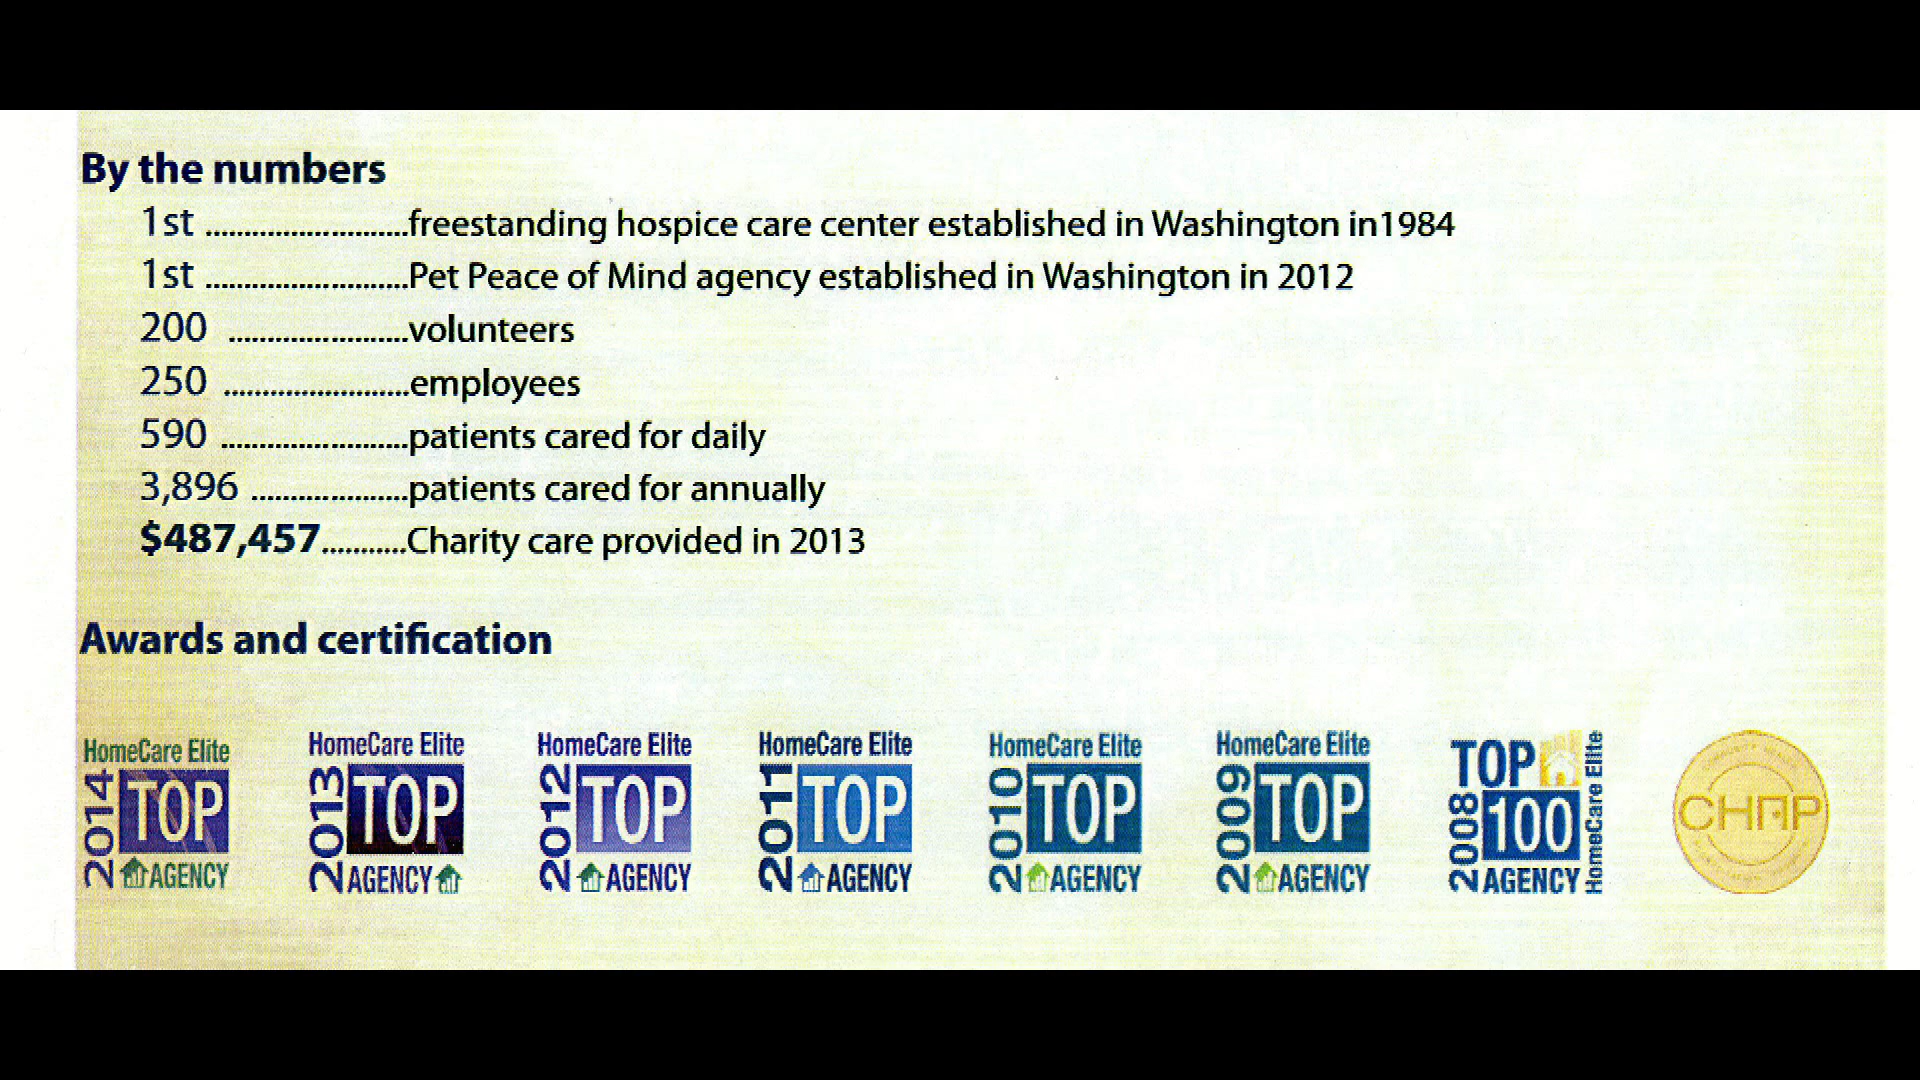 By the numbers
1st ..........................freestanding hospice care center established in Washington in1984
1st ..........................Pet Peace of Mind agency established in Washington in 2012
200 .......................volunteers
250 ........................employees
590 ........................patients cared for daily
3,896 ....................patients cared for annually
$487,457...........Charity care provided in 2013
Awards and certification
HomeCare Elite
2014 TOP
AGENCY
HomeCare Elite
2013 TOP
AGENCY
HomeCare Elite
2012 TOP
AGENCY
HomeCare Elite
2011 TOP
AGENCY
HomeCare Elite
2010 TOP
AGENCY
HomeCare Elite
2009 TOP
AGENCY
TOP
2008 100
AGENCY
HomeCare Elite
CHAP